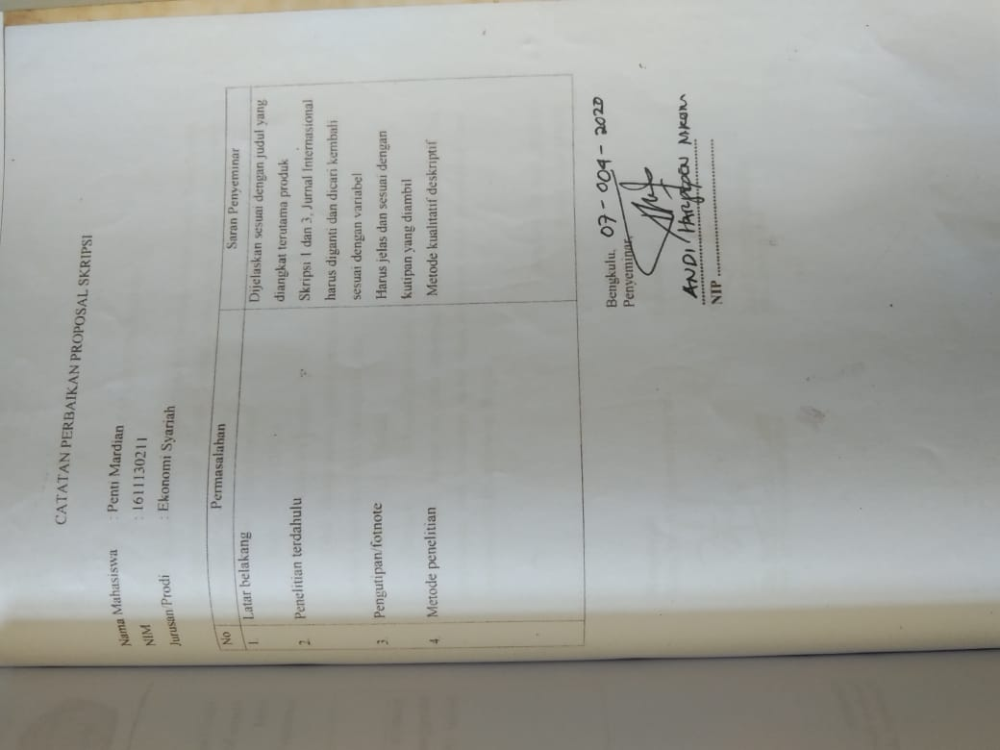 CATATAN PERBAIKAN PROPOSAL SKRIPSI
Nama Mahasiswa : Penti Mardian
NIM : 1611130211
Jurusan/Prodi : Ekonomi Syariah
No Permasalahan Saran Penyeminar
1. Latar belakang Dijelaskan sesuai dengan judul yang
diangkat terutama produk
2. Penelitian terdahulu Skripsi 1 dan 3, Jurnal Internasional
harus diganti dan dicari kembali
sesuai dengan variabel
3. Pengutipan/fotnote Harus jelas dan sesuai dengan
kutipan yang diambil
4. Metode penelitian Metode kualitatif deskriptif
Bengkulu, 07-004-2020
Penyeminar,
ANDI
NIP